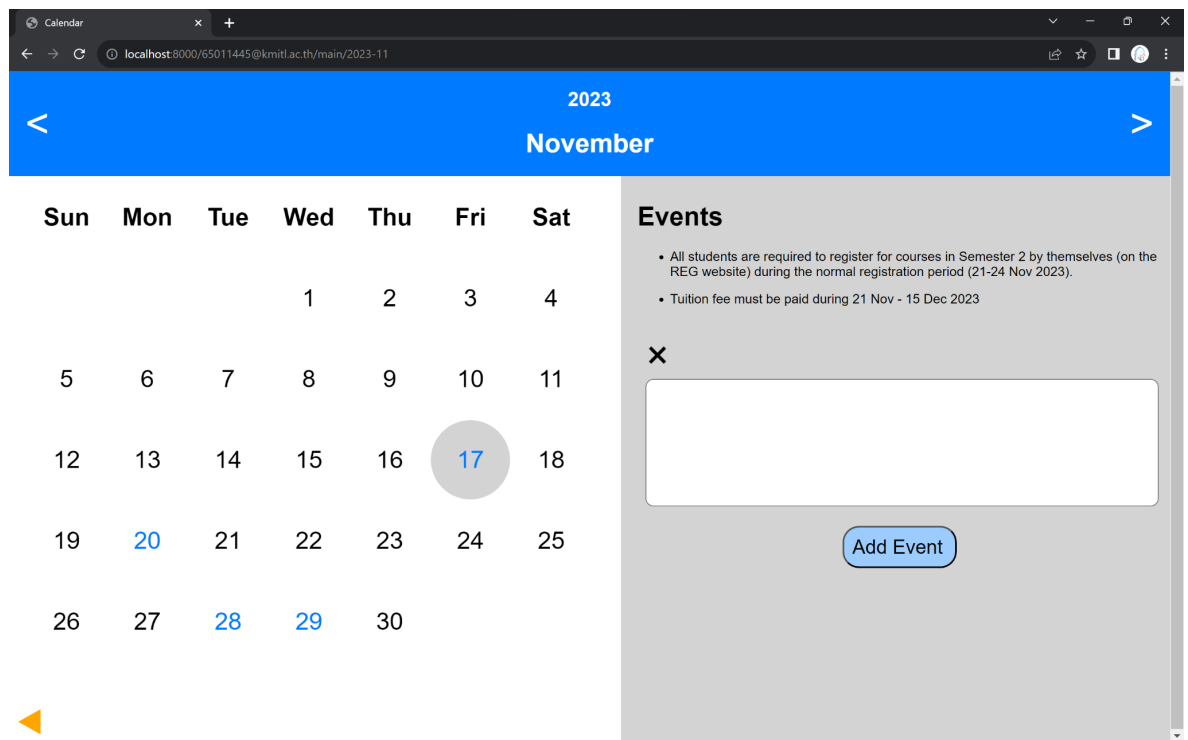 Calendar
localhost:8000/65011445@kmitl.ac.th/main/2023-11
2023
<
November
>
Sun Mon Tue Wed Thu Fri Sat
1 2 3 4
5 6 7 8 9 10 11
12 13 14 15 16 17 18
19 20 21 22 23 24 25
26 27 28 29 30
Events
• All students are required to register for courses in Semester 2 by themselves (on the
REG website) during the normal registration period (21-24 Nov 2023).
• Tuition fee must be paid during 21 Nov - 15 Dec 2023
Add Event